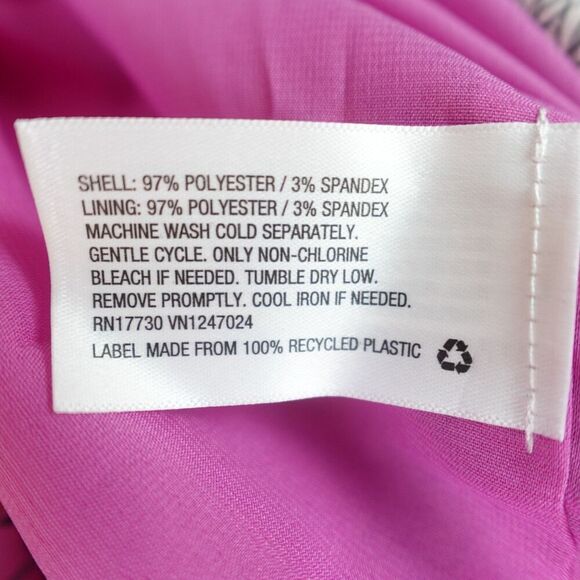 SHELL: 97% POLYESTER / 3% SPANDEX
LINING: 97% POLYESTER / 3% SPANDEX
MACHINE WASH COLD SEPARATELY.
GENTLE CYCLE. ONLY NON-CHLORINE
BLEACH IF NEEDED. TUMBLE DRY LOW.
REMOVE PROMPTLY. COOL IRON IF NEEDED.
RN17730 VN1247024
LABEL MADE FROM 100% RECYCLED PLASTIC